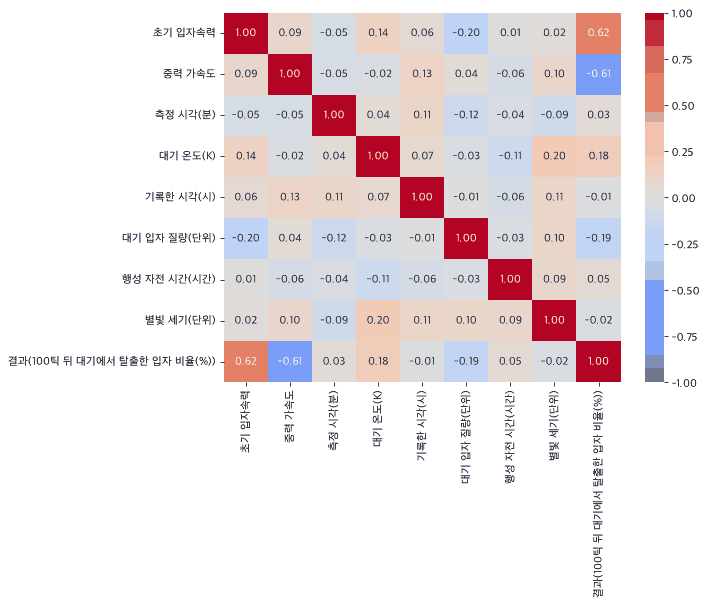 초기 입자속력 1.00 0.09 -0.05 0.14 0.06 -0.20 0.01 0.02 0.62
중력 가속도 0.09 1.00 -0.05 -0.02 0.13 0.04 -0.06 0.10 -0.61
측정 시각(분) -0.05 -0.05 1.00 0.04 0.11 -0.12 -0.04 -0.09 0.03
대기 온도(K) 0.14 -0.02 0.04 1.00 0.07 -0.03 -0.11 0.20 0.18
기록한 시각(시) 0.06 0.13 0.11 0.07 1.00 -0.01 -0.06 0.11 -0.01
대기 입자 질량(단위) -0.20 0.04 -0.12 -0.03 -0.01 1.00 -0.03 0.10 -0.19
행성 자전 시간(시간) 0.01 -0.06 -0.04 -0.11 -0.06 -0.03 1.00 0.09 0.05
별빛 세기(단위) 0.02 0.10 -0.09 0.20 0.11 0.10 0.09 1.00 -0.02
결과(100틱 뒤 대기에서 탈출한 입자 비율(%)) 0.62 -0.61 0.03 0.18 -0.01 -0.19 0.05 -0.02 1.00
초기 입자속력
중력 가속도
측정 시각(분)
대기 온도(K)
기록한 시각(시)
대기 입자 질량(단위)
행성 자전 시간(시간)
별빛 세기(단위)
결과(100틱 뒤 대기에서 탈출한 입자 비율(%))
1.00
0.75
0.50
0.25
0.00
-0.25
-0.50
-0.75
-1.00